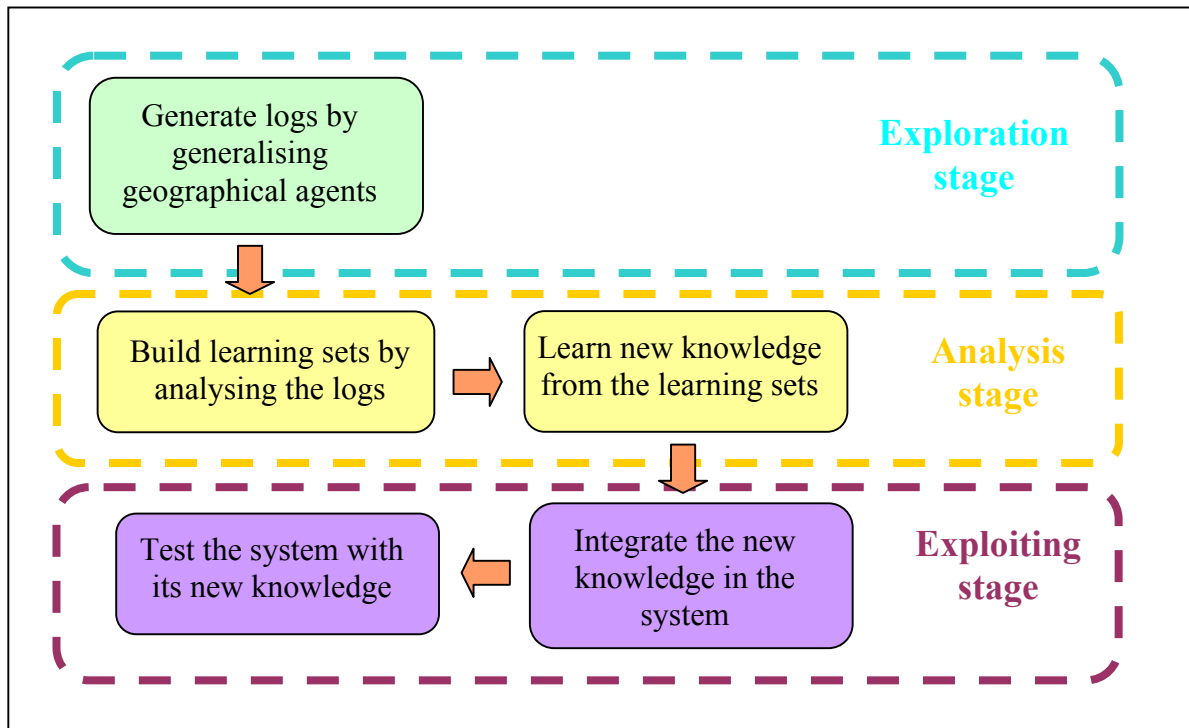 Generate logs by
generalising
geographical agents
Exploration
stage
Build learning sets by
analysing the logs
Learn new knowledge
from the learning sets
Analysis
stage
Test the system with
its new knowledge
Integrate the new
knowledge in the
system
Exploiting
stage